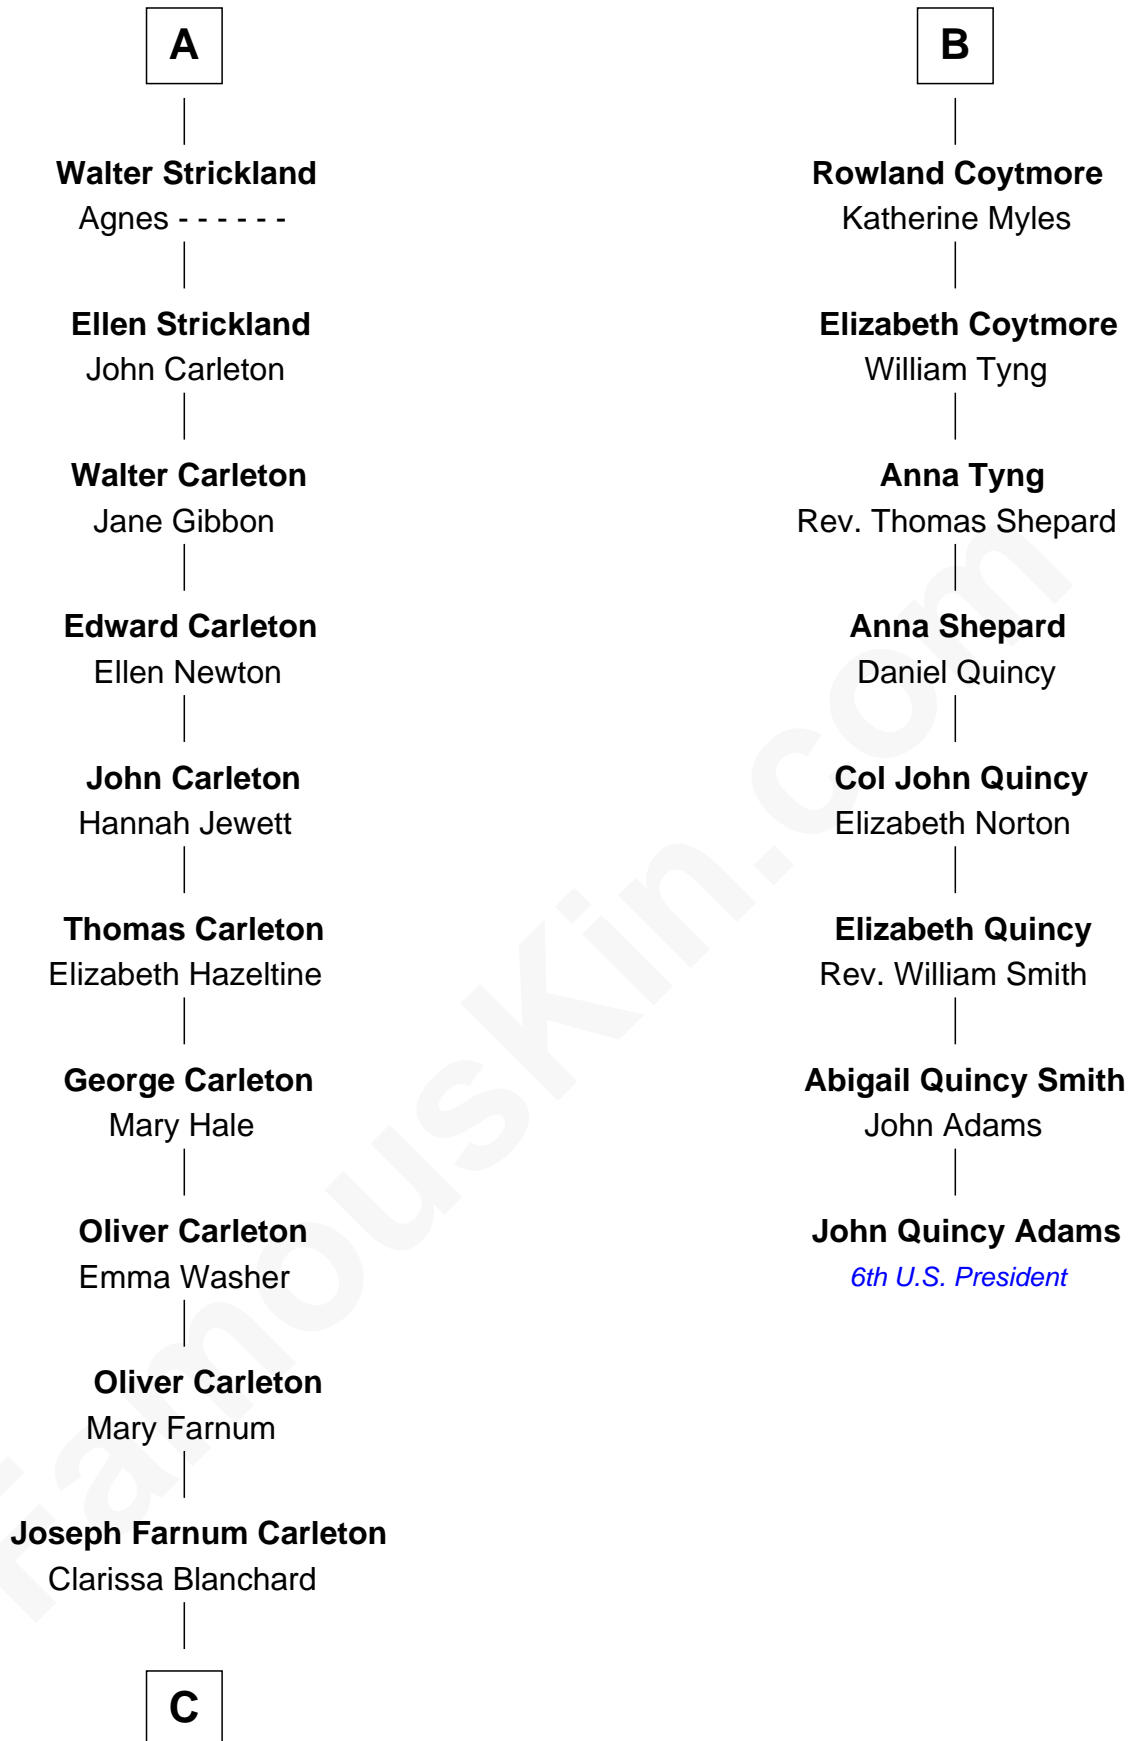 A
Walter Strickland
Agnes - - - - - -
Ellen Strickland
John Carleton
Walter Carleton
Jane Gibbon
Edward Carleton
Ellen Newton
John Carleton
Hannah Jewett
Thomas Carleton
Elizabeth Hazeltine
George Carleton
Mary Hale
Oliver Carleton
Emma Washer
Oliver Carleton
Mary Farnum
Joseph Farnum Carleton
Clarissa Blanchard
C
B
Rowland Coytmore
Katherine Myles
Elizabeth Coytmore
William Tyng
Anna Tyng
Rev. Thomas Shepard
Anna Shepard
Daniel Quincy
Col John Quincy
Elizabeth Norton
Elizabeth Quincy
Rev. William Smith
Abigail Quincy Smith
John Adams
John Quincy Adams
6th U.S. President
FamousKin.com